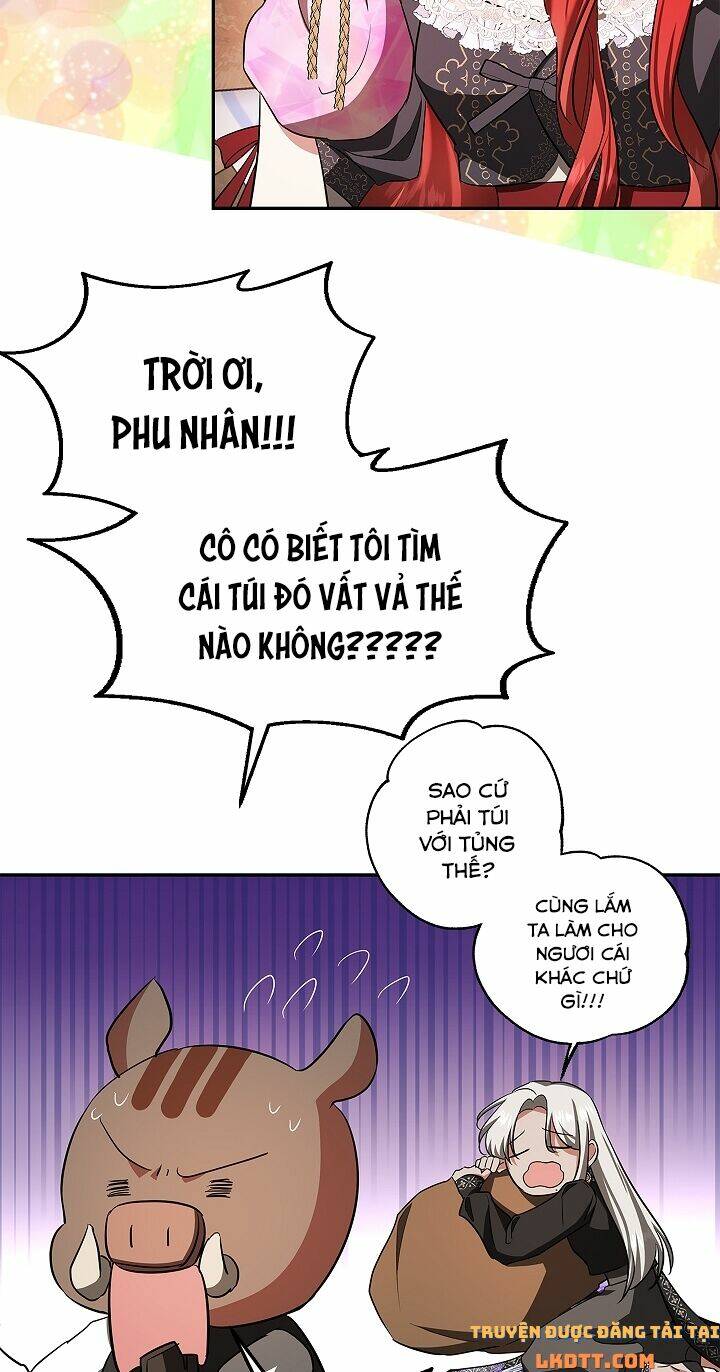 TRỜI ƠI,
PHU NHÂN!!!
CÔ CÓ BIẾT TÔI TÌM
CÁI TÚI ĐÓ VẤT VẢ THẾ
NÀO KHÔNG?????
SAO CỨ
PHẢI TÚI
VỚI TỦNG
THẾ?
CÙNG LẮM
TA LÀM CHO
NGƯƠI CÁI
KHÁC CHỨ
GÌ!!!
TRUYỆN ĐƯỢC ĐĂNG TẢI TẠI
LKDTT.COM